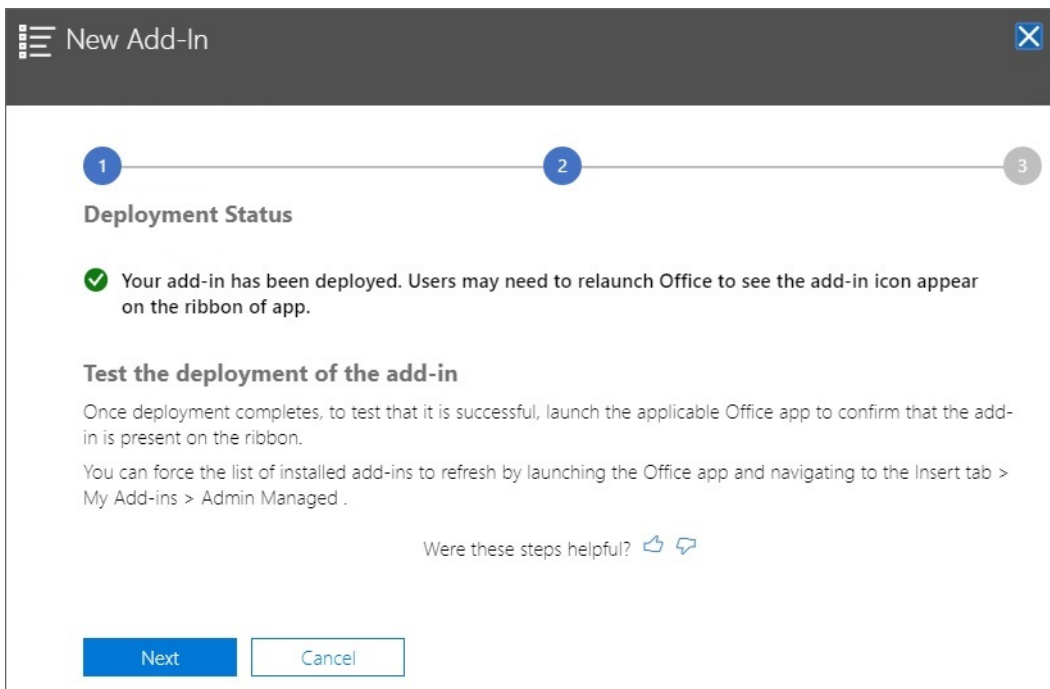 New Add-In
1
2
3
Deployment Status
Your add-in has been deployed. Users may need to relaunch Office to see the add-in icon appear
on the ribbon of app.
Test the deployment of the add-in
Once deployment completes, to test that it is successful, launch the applicable Office app to confirm that the add-
in is present on the ribbon.
You can force the list of installed add-ins to refresh by launching the Office app and navigating to the Insert tab >
My Add-ins > Admin Managed .
Were these steps helpful?
Next
Cancel